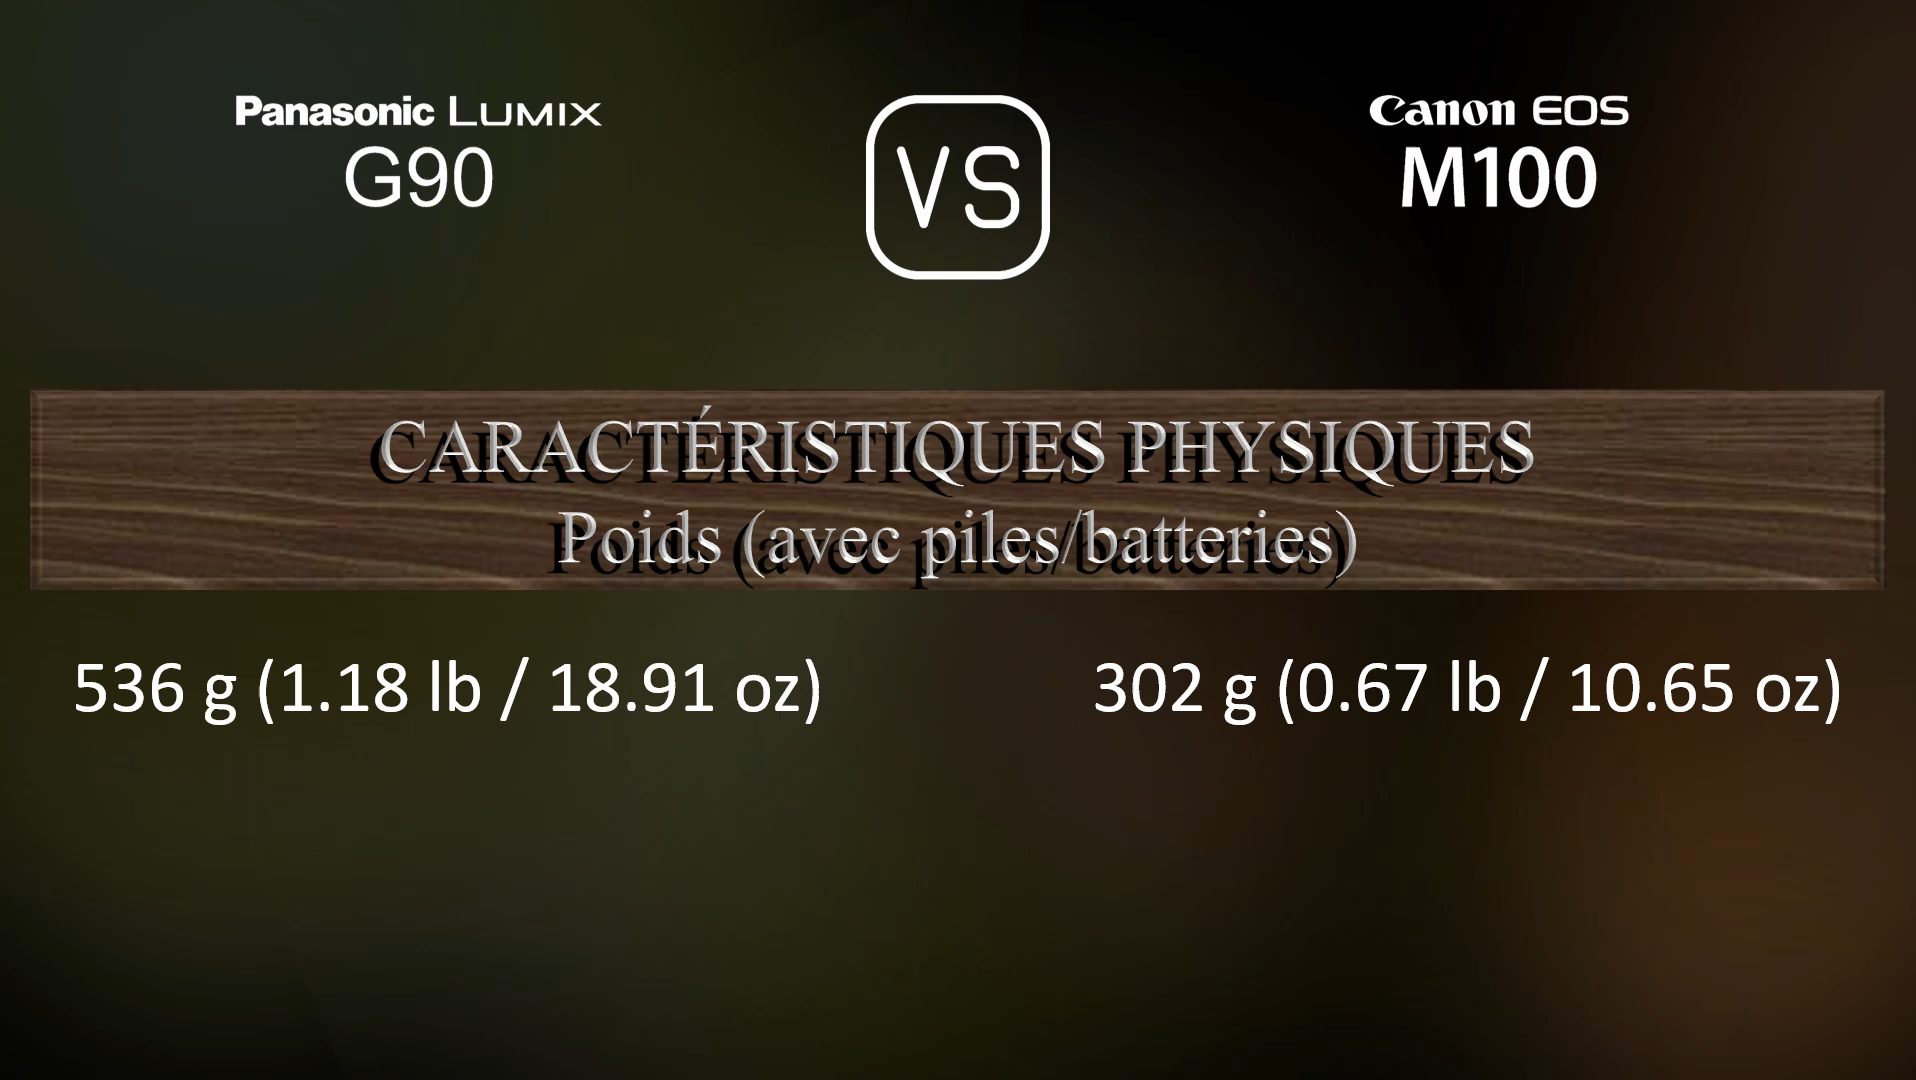 Panasonic LUMIX
G90
VS
Canon EOS
M100
CARACTÉRISTIQUES PHYSIQUES
Poids (avec piles/batteries)
536 g (1.18 lb / 18.91 oz)
302 g (0.67 lb / 10.65 oz)